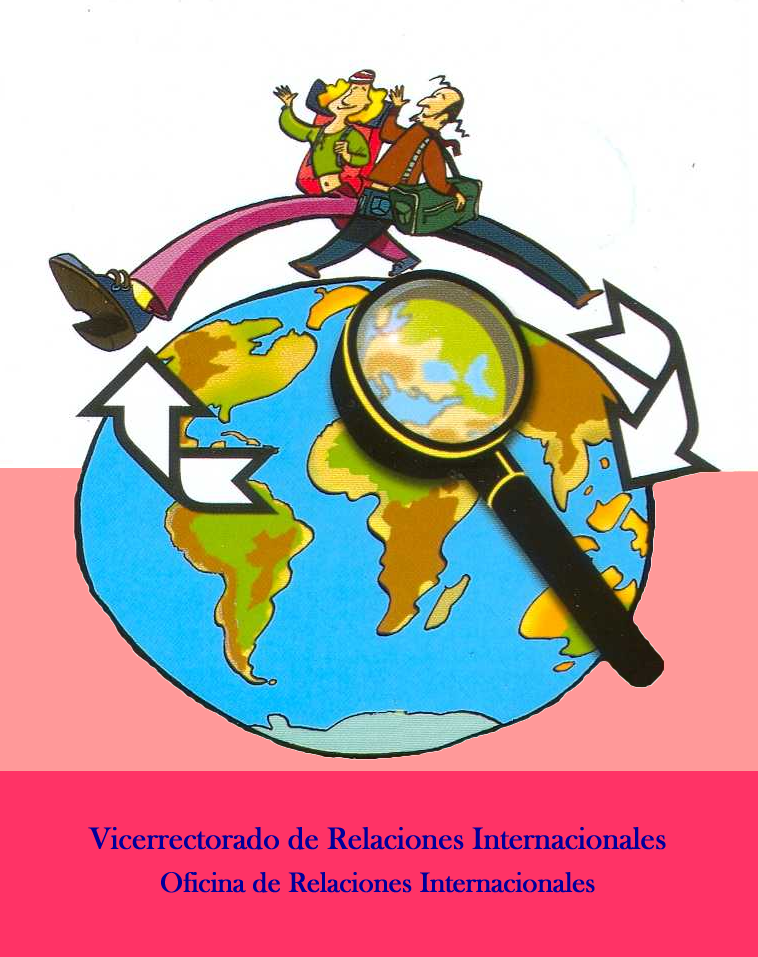 Vicerrectorado de Relaciones Internacionales
Oficina de Relaciones Internacionales